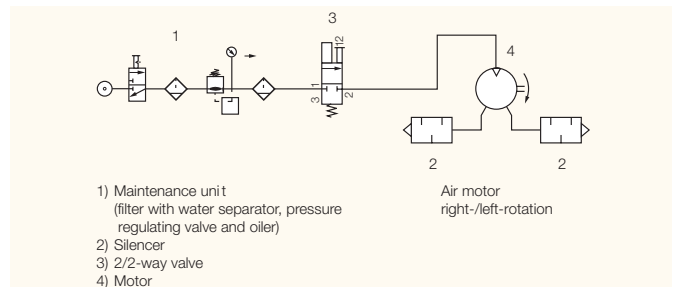 3
1
12
4
1
3
2
2
2
1) Maintenance unit
(filter with water separator, pressure
regulating valve and oiler)
2) Silencer
3) 2/2-way valve
4) Motor
Air motor
right-/left-rotation